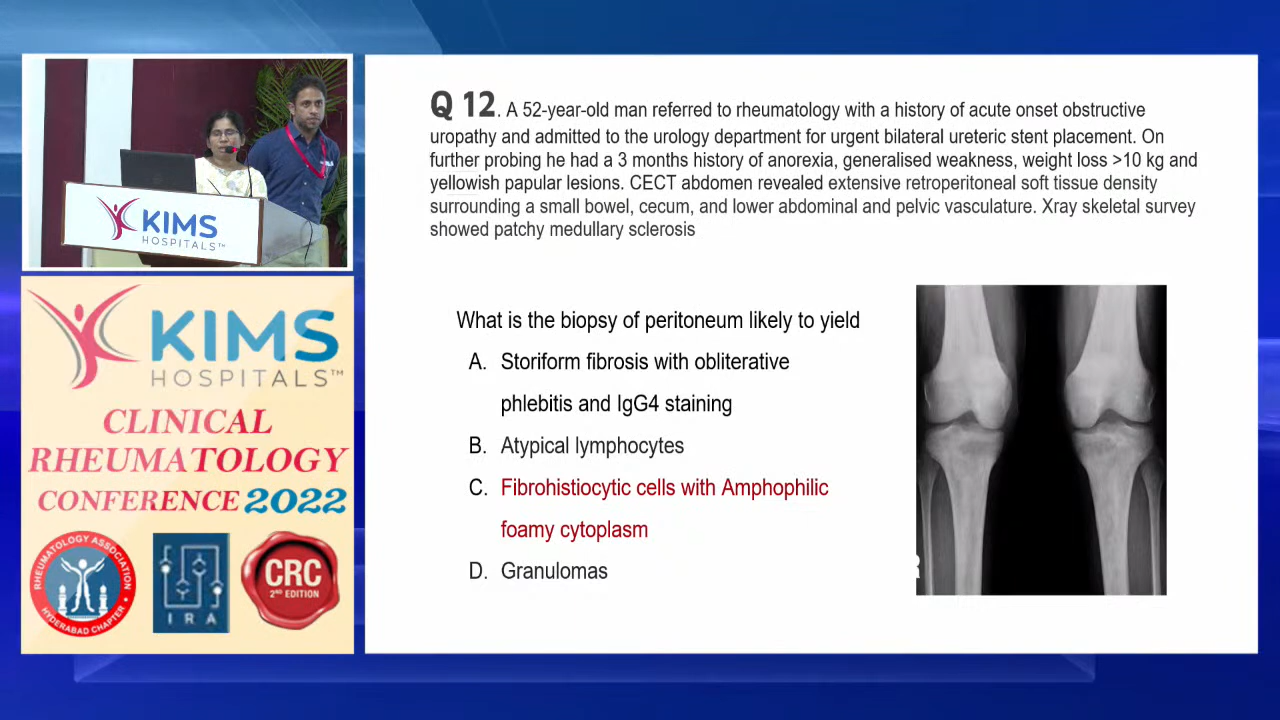 KIMS
HOSPITALS™
KIMS
HOSPITALS™
CLINICAL
RHEUMATOLOGY
CONFERENCE 2022
RHEUMATOLOGY ASSOCIATION
HYDERABAD CHAPTER
IRA
CRC
2ND EDITION
Q 12. A 52-year-old man referred to rheumatology with a history of acute onset obstructive
uropathy and admitted to the urology department for urgent bilateral ureteric stent placement. On
further probing he had a 3 months history of anorexia, generalised weakness, weight loss >10 kg and
yellowish papular lesions. CECT abdomen revealed extensive retroperitoneal soft tissue density
surrounding a small bowel, cecum, and lower abdominal and pelvic vasculature. Xray skeletal survey
showed patchy medullary sclerosis
What is the biopsy of peritoneum likely to yield
A. Storiform fibrosis with obliterative
phlebitis and IgG4 staining
B. Atypical lymphocytes
C. Fibrohistiocytic cells with Amphophilic
foamy cytoplasm
D. Granulomas
R